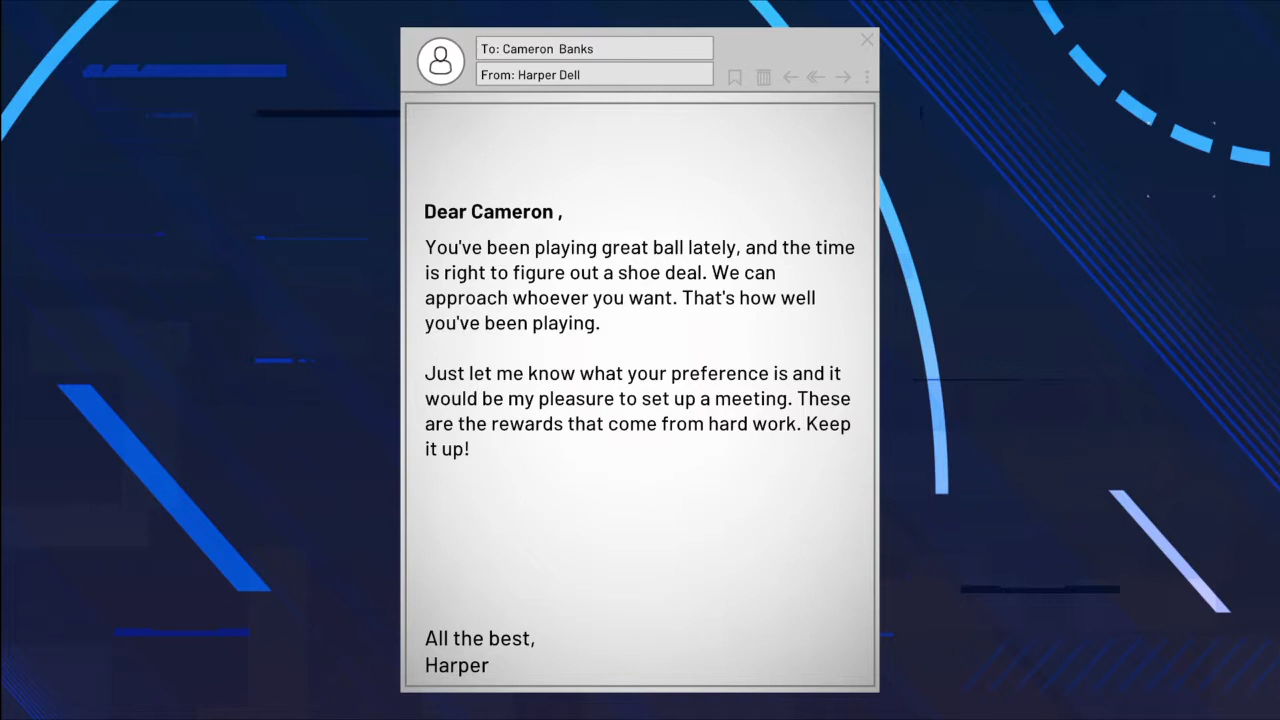 To: Cameron Banks
From: Harper Dell
Dear Cameron ,
You've been playing great ball lately, and the time
is right to figure out a shoe deal. We can
approach whoever you want. That's how well
you've been playing.
Just let me know what your preference is and it
would be my pleasure to set up a meeting. These
are the rewards that come from hard work. Keep
it up!
All the best,
Harper